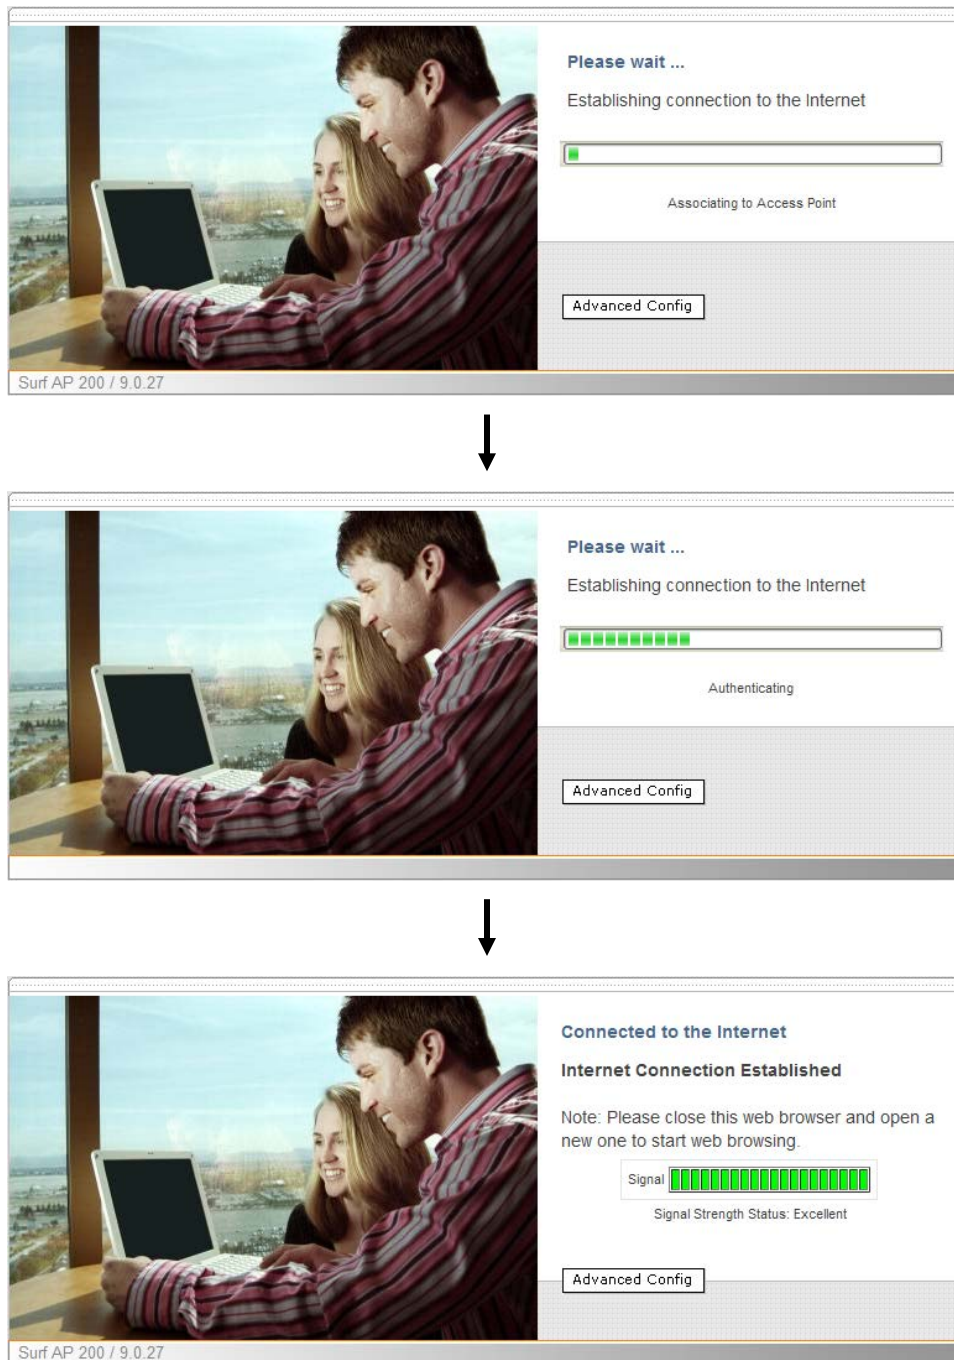 Please wait ...
Establishing connection to the Internet
Associating to Access Point
Advanced Config
Surf AP 200 / 9.0.27
Please wait ...
Establishing connection to the Internet
Authenticating
Advanced Config
Connected to the Internet
Internet Connection Established
Note: Please close this web browser and open a
new one to start web browsing.
Signal
Signal Strength Status: Excellent
Advanced Config
Surf AP 200 / 9.0.27